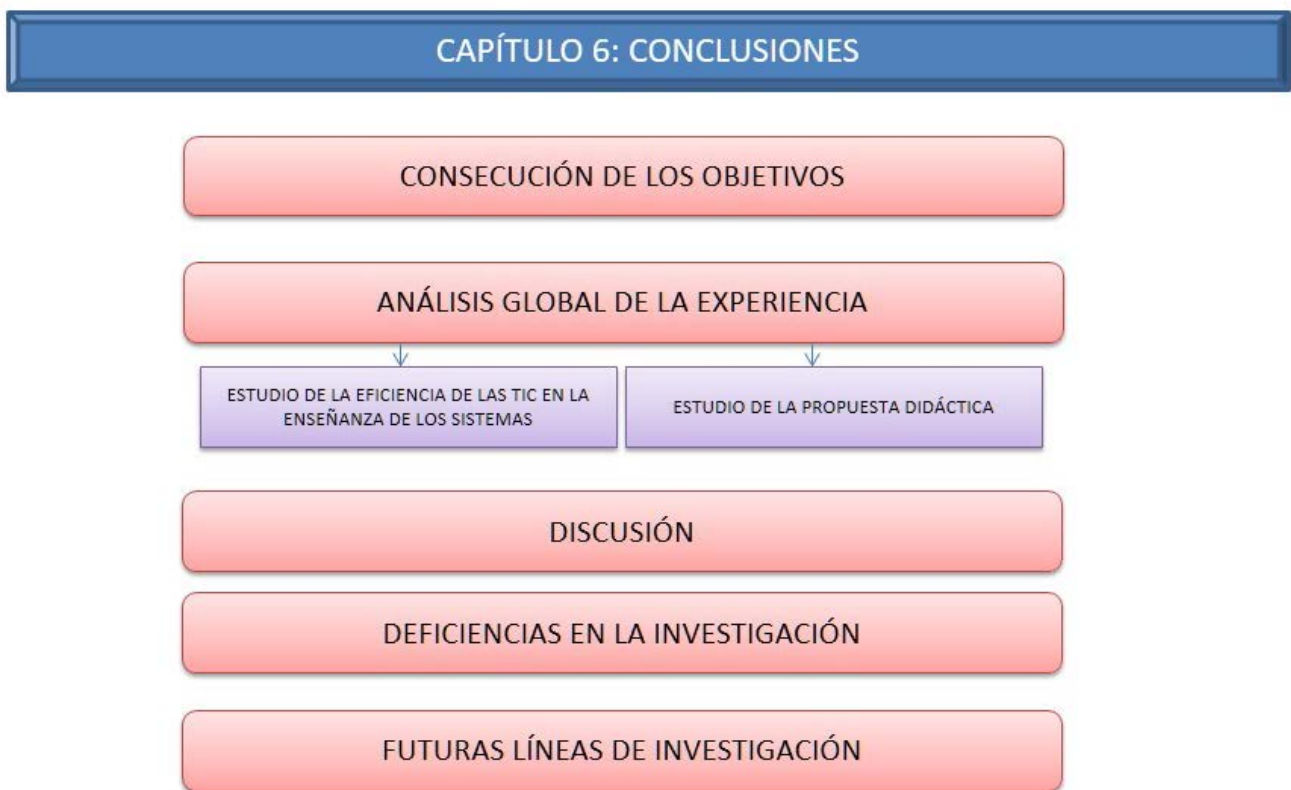 CAPÍTULO 6: CONCLUSIONES
CONSECUCIÓN DE LOS OBJETIVOS
ANÁLISIS GLOBAL DE LA EXPERIENCIA
ESTUDIO DE LA EFICIENCIA DE LAS TIC EN LA
ENSEÑANZA DE LOS SISTEMAS
ESTUDIO DE LA PROPUESTA DIDÁCTICA
DISCUSIÓN
DEFICIENCIAS EN LA INVESTIGACIÓN
FUTURAS LÍNEAS DE INVESTIGACIÓN